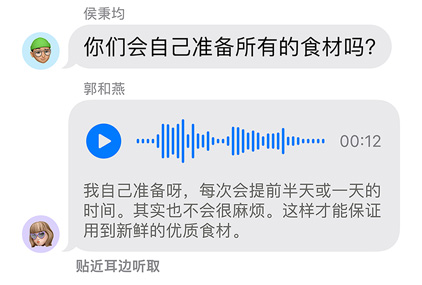 侯秉均
你们会自己准备所有的食材吗?
郭和燕
00:12
我自己准备呀，每次会提前半天或一天的
时间。其实也不会很麻烦。这样才能保证
用到新鲜的优质食材。
贴近耳边听取